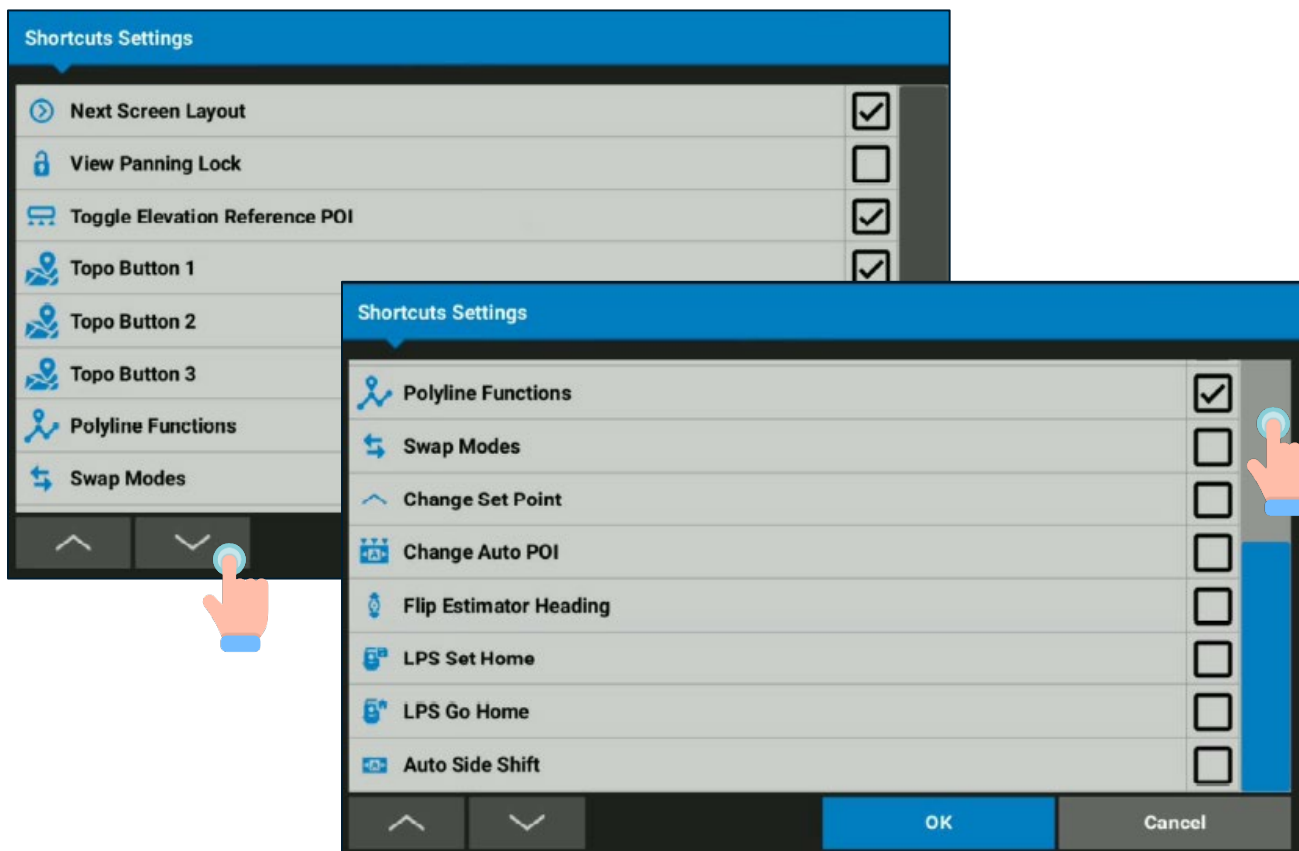 Shortcuts Settings
Next Screen Layout
View Panning Lock
Toggle Elevation Reference POI
Topo Button 1
Topo Button 2
Topo Button 3
Polyline Functions
Swap Modes
Shortcuts Settings
Polyline Functions
Swap Modes
Change Set Point
Change Auto POI
Flip Estimator Heading
LPS Set Home
LPS Go Home
Auto Side Shift
OK Cancel